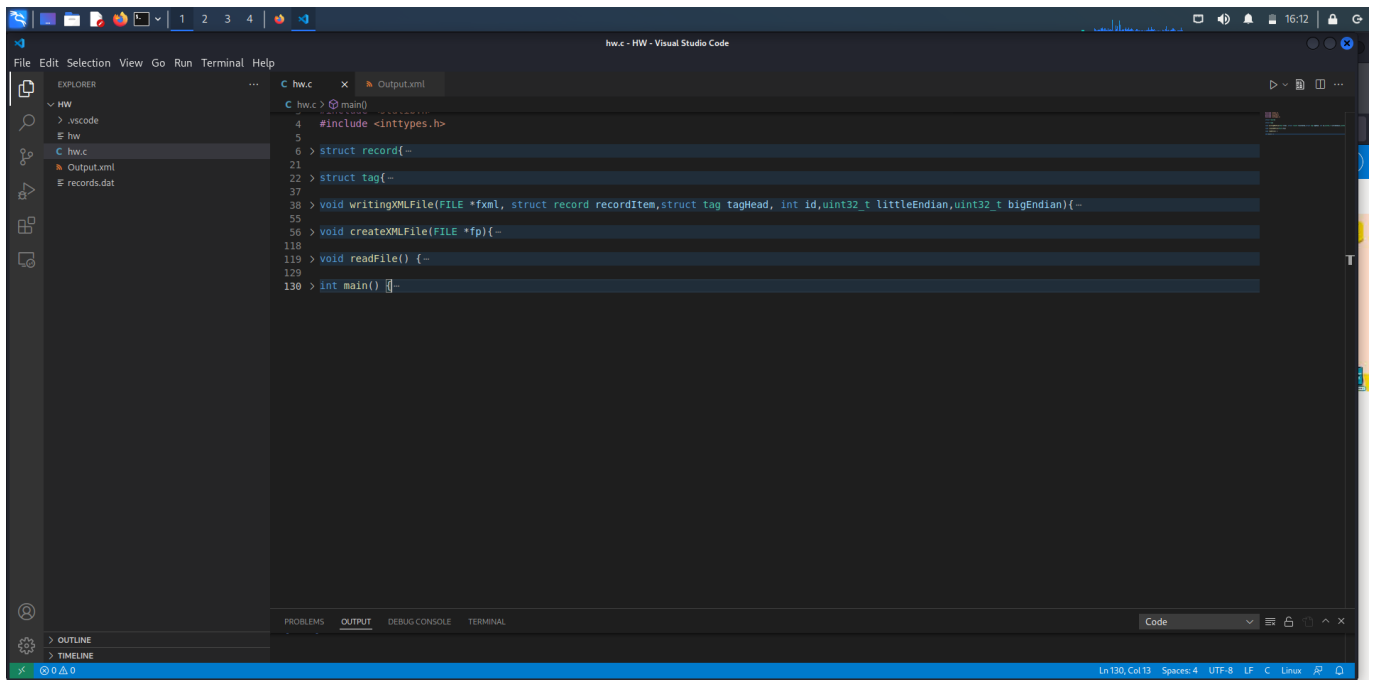 1 2 3 4 16:12
hw.c - HW - Visual Studio Code
File Edit Selection View Go Run Terminal Help
EXPLORER ...
HW
> .vscode
hw
C hw.c
Output.xml
records.dat
> OUTLINE
> TIMELINE
C hw.c × Output.xml
C hw.c > main()
4 #include <inttypes.h>
5
6 > struct record{ ⋯
21
22 > struct tag{ ⋯
37
38 > void writingXMLFile(FILE *fxml, struct record recordItem,struct tag tagHead, int id,uint32_t littleEndian,uint32_t bigEndian){ ⋯
55
56 > void createXMLFile(FILE *fp){ ⋯
118
119 > void readFile() { ⋯
129
130 > int main() { ⋯
T
PROBLEMS OUTPUT DEBUG CONSOLE TERMINAL Code
0 0 Ln 130, Col 13 Spaces: 4 UTF-8 LF C Linux